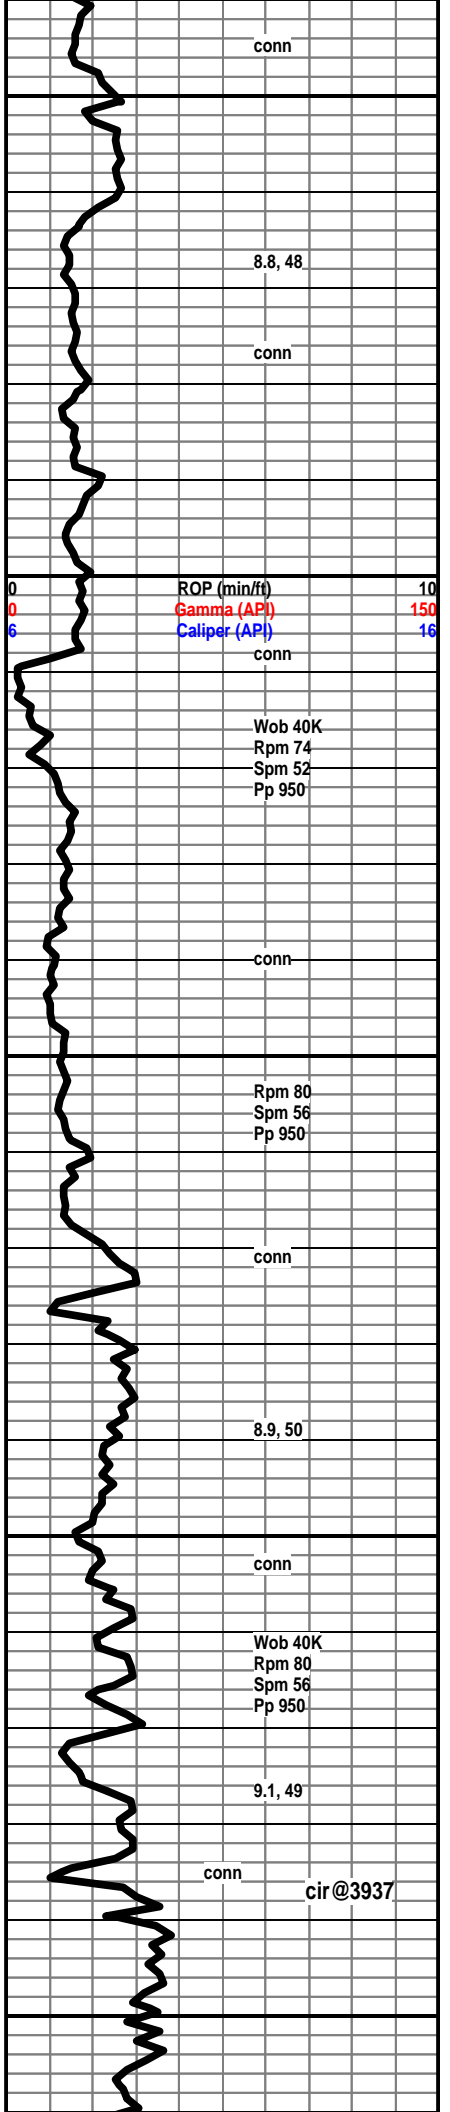 conn
8.8, 48
conn
0 ROP (min/ft) 10
0 Gamma (API) 150
6 Caliper (API) 16
conn
Wob 40K
Rpm 74
Spm 52
Pp 950
conn
Rpm 80
Spm 56
Pp 950
conn
8.9, 50
conn
Wob 40K
Rpm 80
Spm 56
Pp 950
9.1, 49
conn
cir@3937